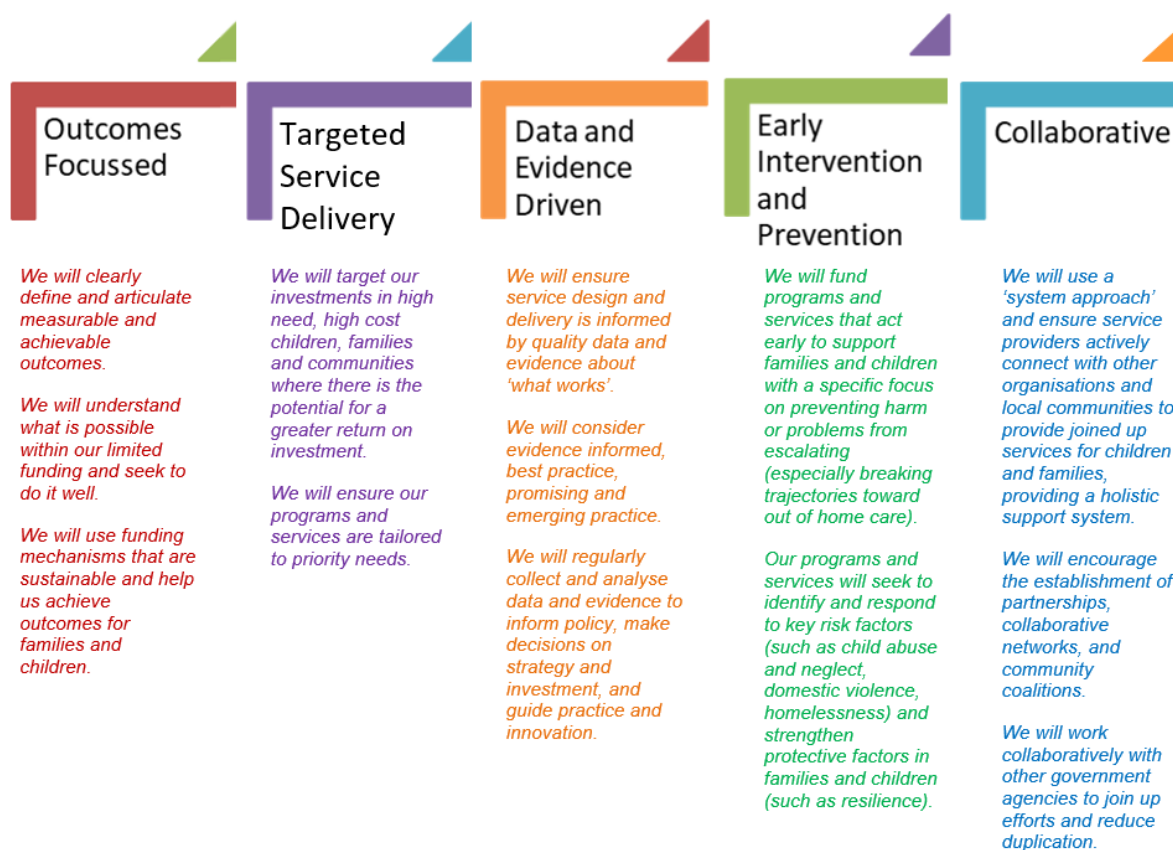 Outcomes
Focussed
We will clearly
define and articulate
measurable and
achievable
outcomes.
We will understand
what is possible
within our limited
funding and seek to
do it well.
We will use funding
mechanisms that are
sustainable and help
us achieve
outcomes for
families and
children.
Targeted
Service
Delivery
We will target our
investments in high
need, high cost
children, families
and communities
where there is the
potential for a
greater return on
investment.
We will ensure our
programs and
services are tailored
to priority needs.
Data and
Evidence
Driven
We will ensure
service design and
delivery is informed
by quality data and
evidence about
‘what works’.
We will consider
evidence informed,
best practice,
promising and
emerging practice.
We will regularly
collect and analyse
data and evidence to
inform policy, make
decisions on
strategy and
investment, and
guide practice and
innovation.
Early
Intervention
and
Prevention
We will fund
programs and
services that act
early to support
families and children
with a specific focus
on preventing harm
or problems from
escalating
(especially breaking
trajectories toward
out of home care).
Our programs and
services will seek to
identify and respond
to key risk factors
(such as child abuse
and neglect,
domestic violence,
homelessness) and
strengthen
protective factors in
families and children
(such as resilience).
Collaborative
We will use a
‘system approach’
and ensure service
providers actively
connect with other
organisations and
local communities to
provide joined up
services for children
and families,
providing a holistic
support system.
We will encourage
the establishment of
partnerships,
collaborative
networks, and
community
coalitions.
We will work
collaboratively with
other government
agencies to join up
efforts and reduce
duplication.